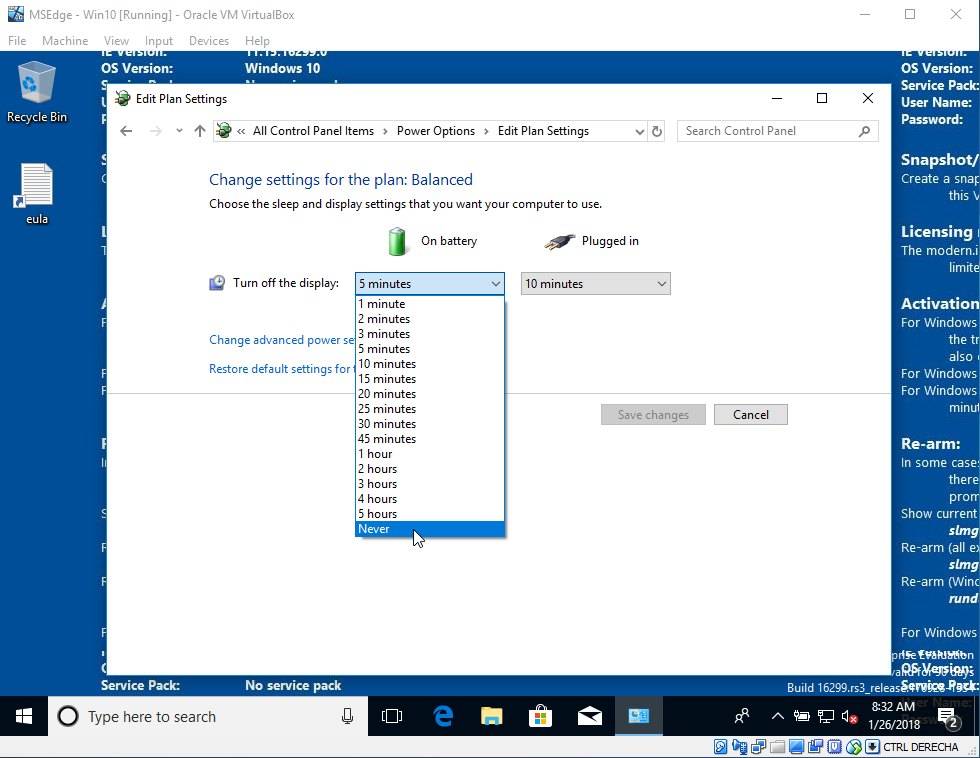 MSEdge - Win10 [Running] - Oracle VM VirtualBox
File Machine View Input Devices Help
IE Version: 11.15.16299.0
OS Version: Windows 10
Recycle Bin
eula
Edit Plan Settings
« All Control Panel Items > Power Options > Edit Plan Settings
Search Control Panel
Change settings for the plan: Balanced
Choose the sleep and display settings that you want your computer to use.
On battery
Plugged in
Turn off the display: 5 minutes 10 minutes
1 minute
2 minutes
3 minutes
5 minutes
10 minutes
15 minutes
20 minutes
25 minutes
30 minutes
45 minutes
1 hour
2 hours
3 hours
4 hours
5 hours
Never
Change advanced power se
Restore default settings for
Save changes Cancel
IE Version:
OS Version:
Service Pack:
User Name:
Password:
Snapshot/
Create a snap
this V
Licensing
The modern.i
limite
Activation
For Windows
the tr
also
For Windows
For Windows
minut
Re-arm:
In some case
there
prom
Show current
slmg
Re-arm (all e
slmg
Re-arm (Wind
rund
For Windows
OS Version:
Service Pack:
Service Pack: No service pack
Type here to search
8:32 AM
1/26/2018
2
CTRL DERECHA